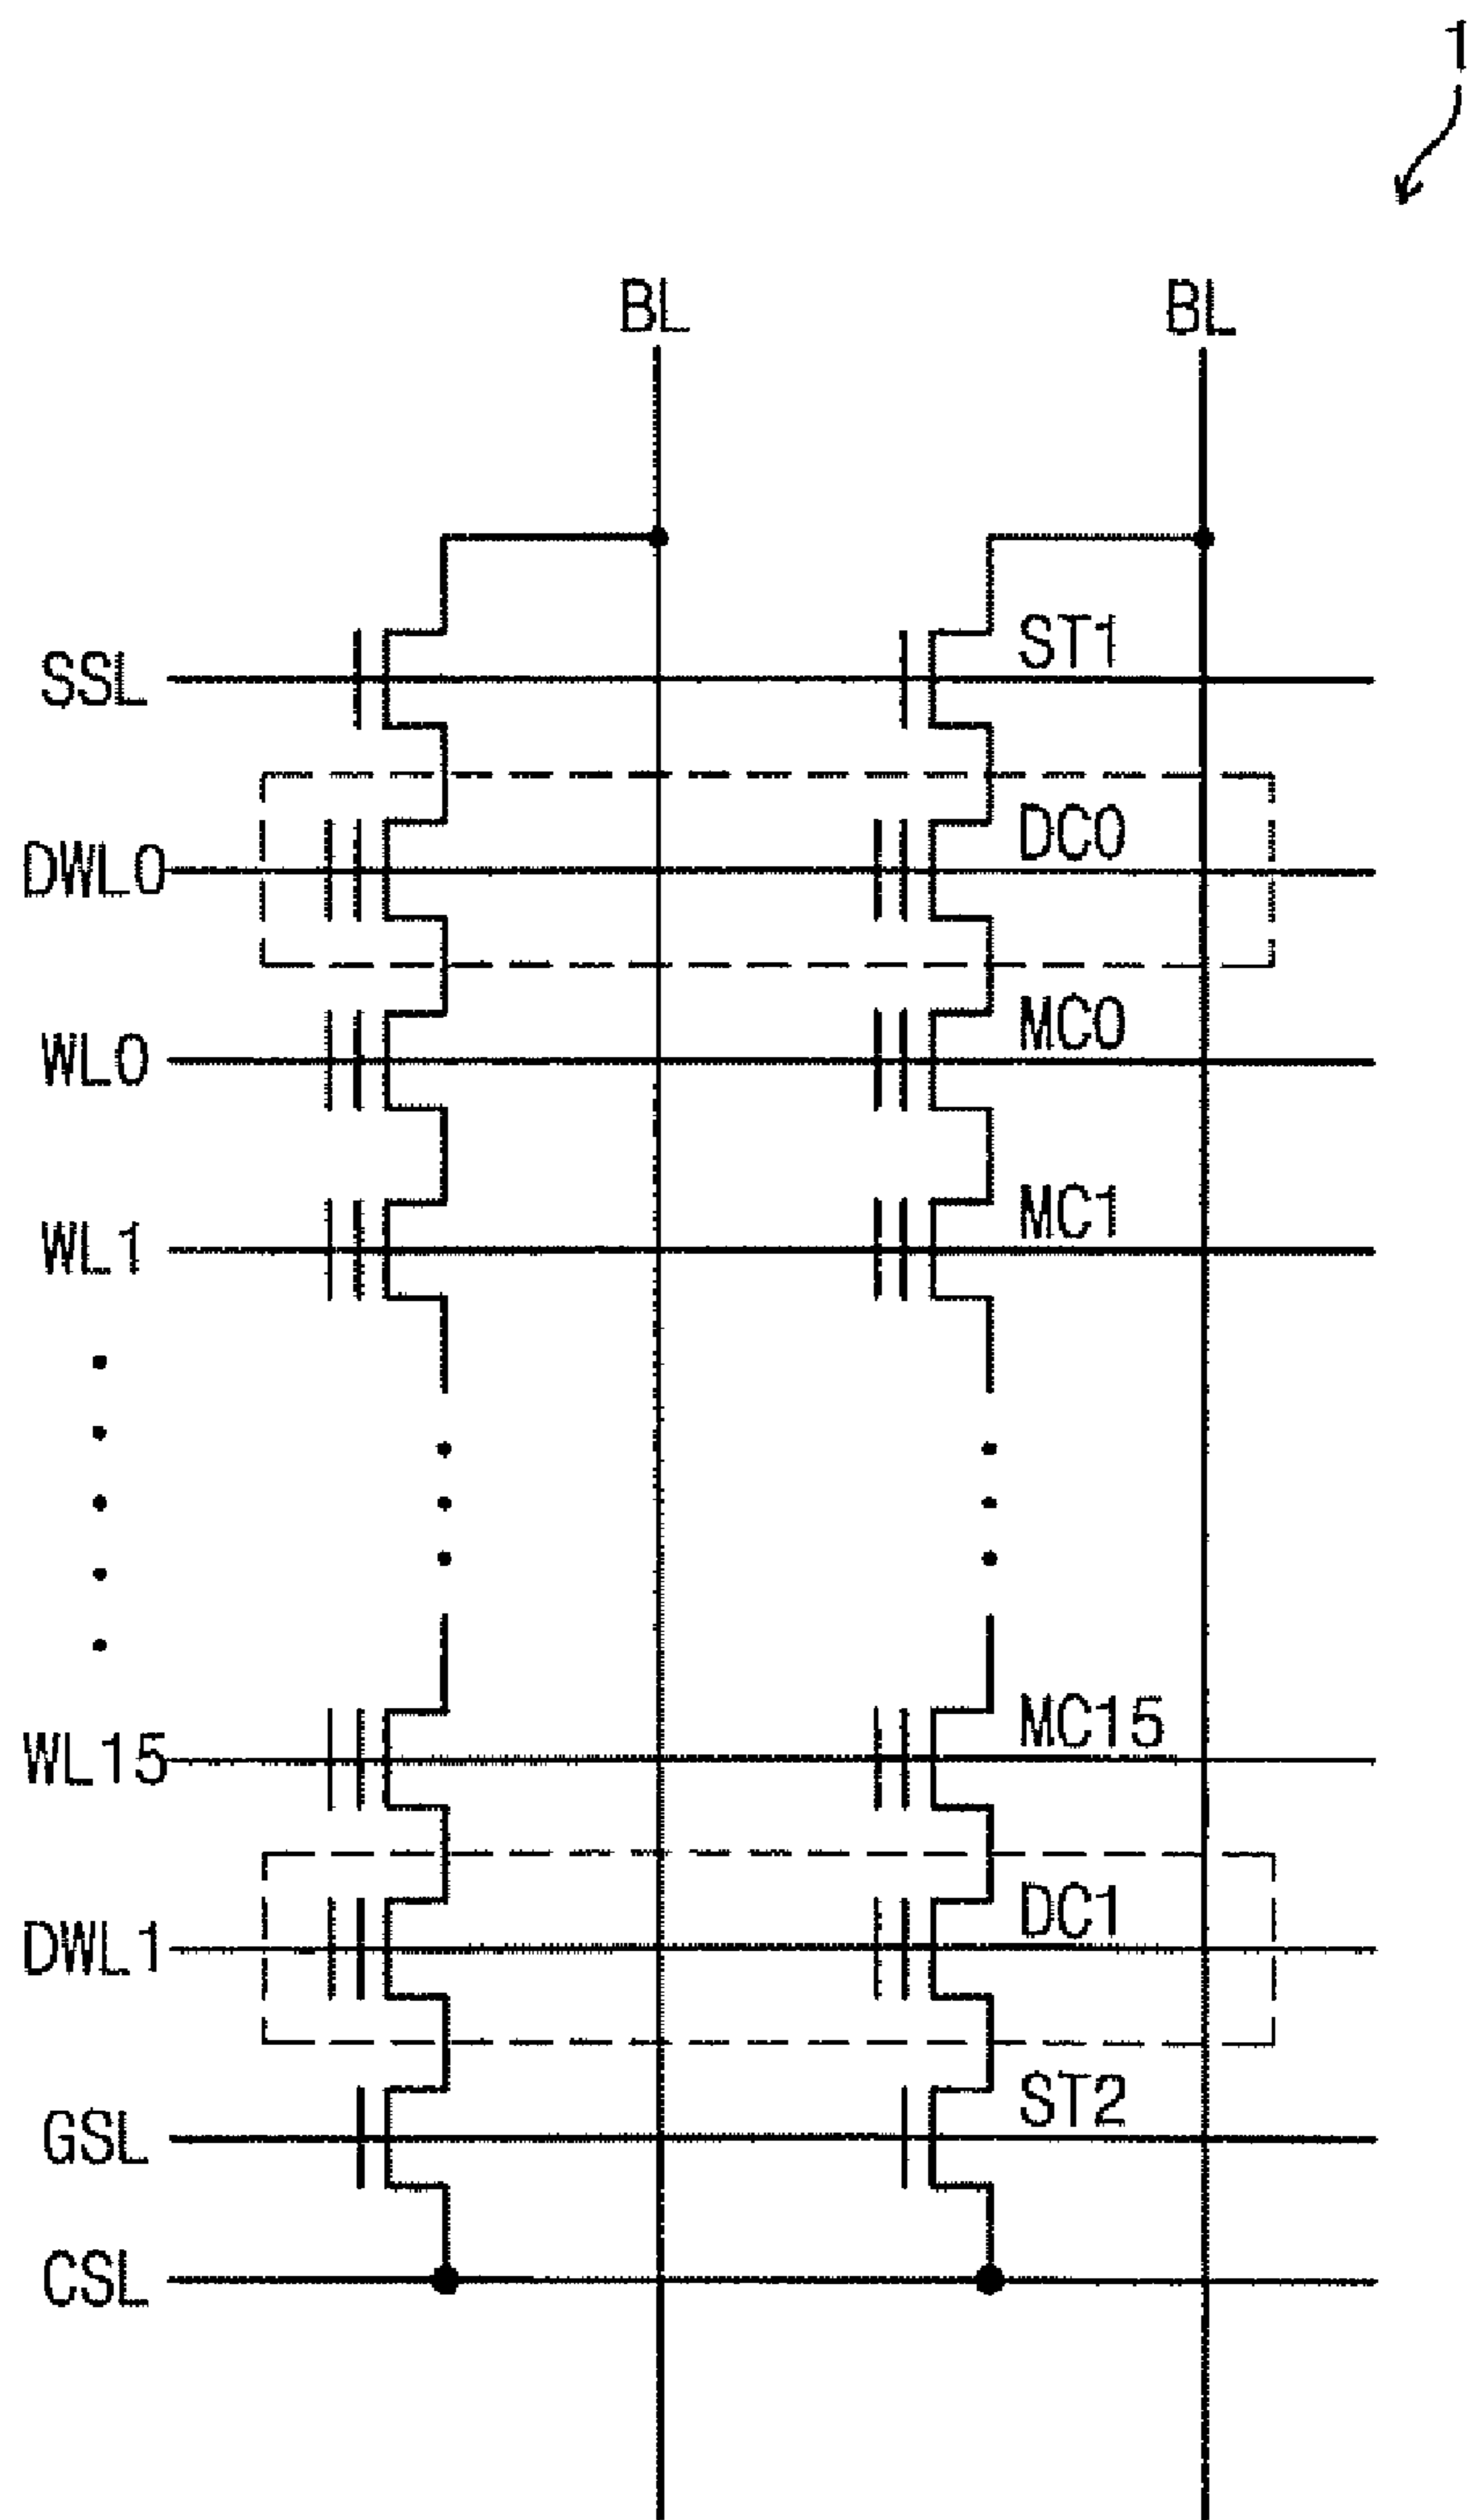 1
BL BL
ST1
SSL
DC0
DWL0
MC0
WL0
MC1
WL1
MC15
WL15
DC1
DWL1
ST2
GSL
CSL